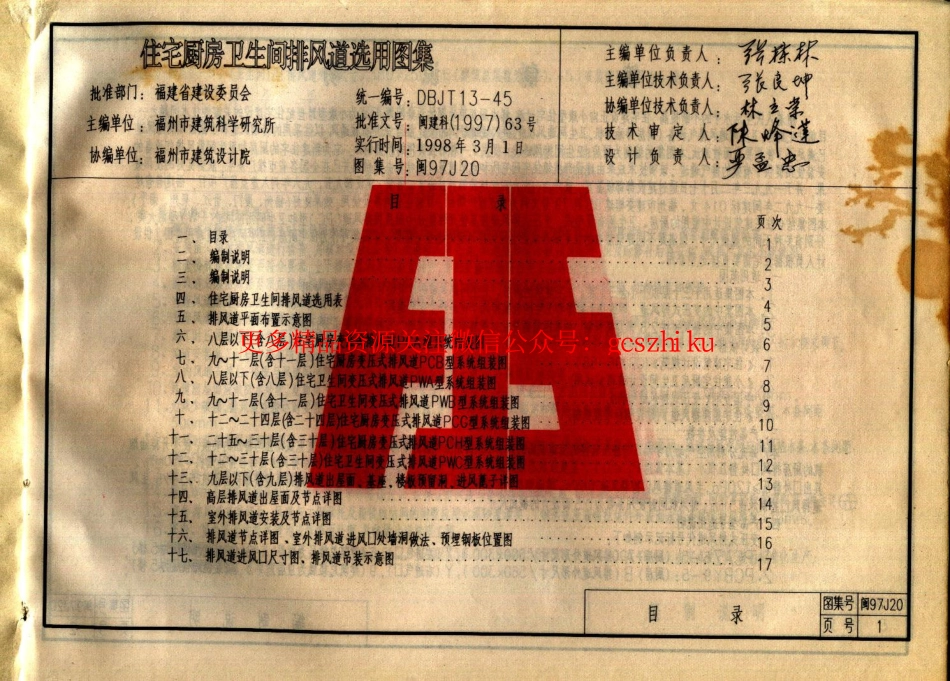 住宅厨房卫生间排风道选用图集
批准部门：福建省建设委员会
主编单位：福州市建筑科学研究所
协编单位：福州市建筑设计院
统一编号：DBJT13-45
批准文号：闽建科(1997)63号
实行时间：1998年3月1日
图集号：闽97J20
主编单位负责人：
主编单位技术负责人：张良坤
协编单位技术负责人：
技术审定人：陈峰莲
设计负责人：严孟忠
目录
页次
一、目录 1
二、编制说明 2
三、编制说明 3
四、住宅厨房卫生间排风道选用表 4
五、排风道平面布置示意图 5
六、八层以下(含八层) 6
更多精品资源关注微信公众号：gcszhiku
七、九~十一层(含十一层)住宅厨房变压式排风道PCB型系统组装图 7
八、八层以下(含八层)住宅卫生间变压式排风道PWA型系统组装图 8
九、九~十一层(含十一层)住宅卫生间变压式排风道PWB型系统组装图 9
十、十二~二十四层(含二十四层)住宅厨房变压式排风道PCG型系统组装图 10
十一、二十五~三十层(含三十层)住宅厨房变压式排风道PCH型系统组装图 11
十二、十二~三十层(含三十层)住宅卫生间变压式排风道PWC型系统组装图 12
十三、九层以下(含九层)排风道出屋面、基座、楼板预留洞、进风罩子详图 13
十四、高层排风道出屋面及节点详图 14
十五、室外排风道安装及节点详图 15
十六、排风道节点详图、室外排风道进风口处墙洞做法、预埋钢板位置图 16
十七、排风道进风口尺寸图、排风道吊装示意图 17
目录
图集号 闽97J20
页号 1